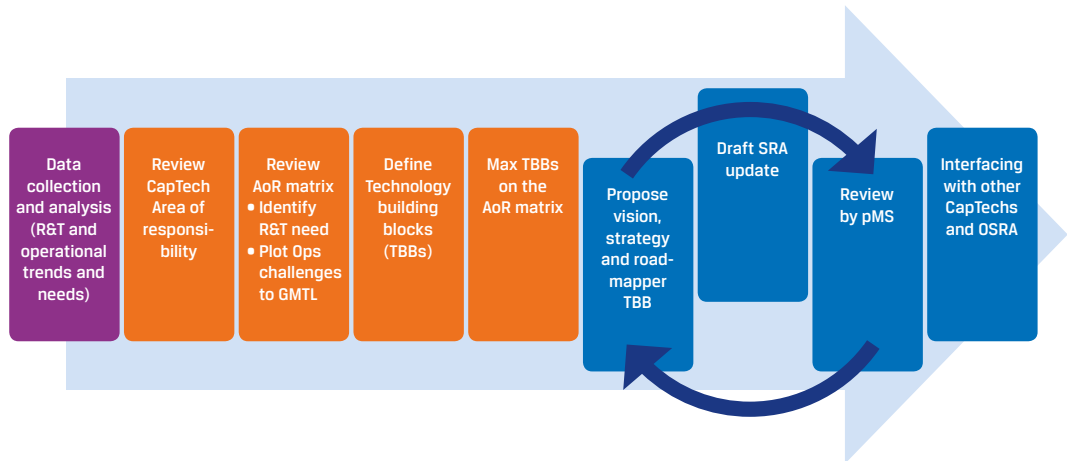 Data
collection
and analysis
(R&T and
operational
trends and
needs)
Review
CapTech
Area of
responsi-
bility
Review
AoR matrix
• Identify
R&T need
• Plot Ops
challenges
to GMTL
Define
Technology
building
blocks
(TBBs)
Max TBBs
on the
AoR matrix
Propose
vision,
strategy
and road-
mapper
TBB
Draft SRA
update
Review
by pMS
Interfacing
with other
CapTechs
and OSRA